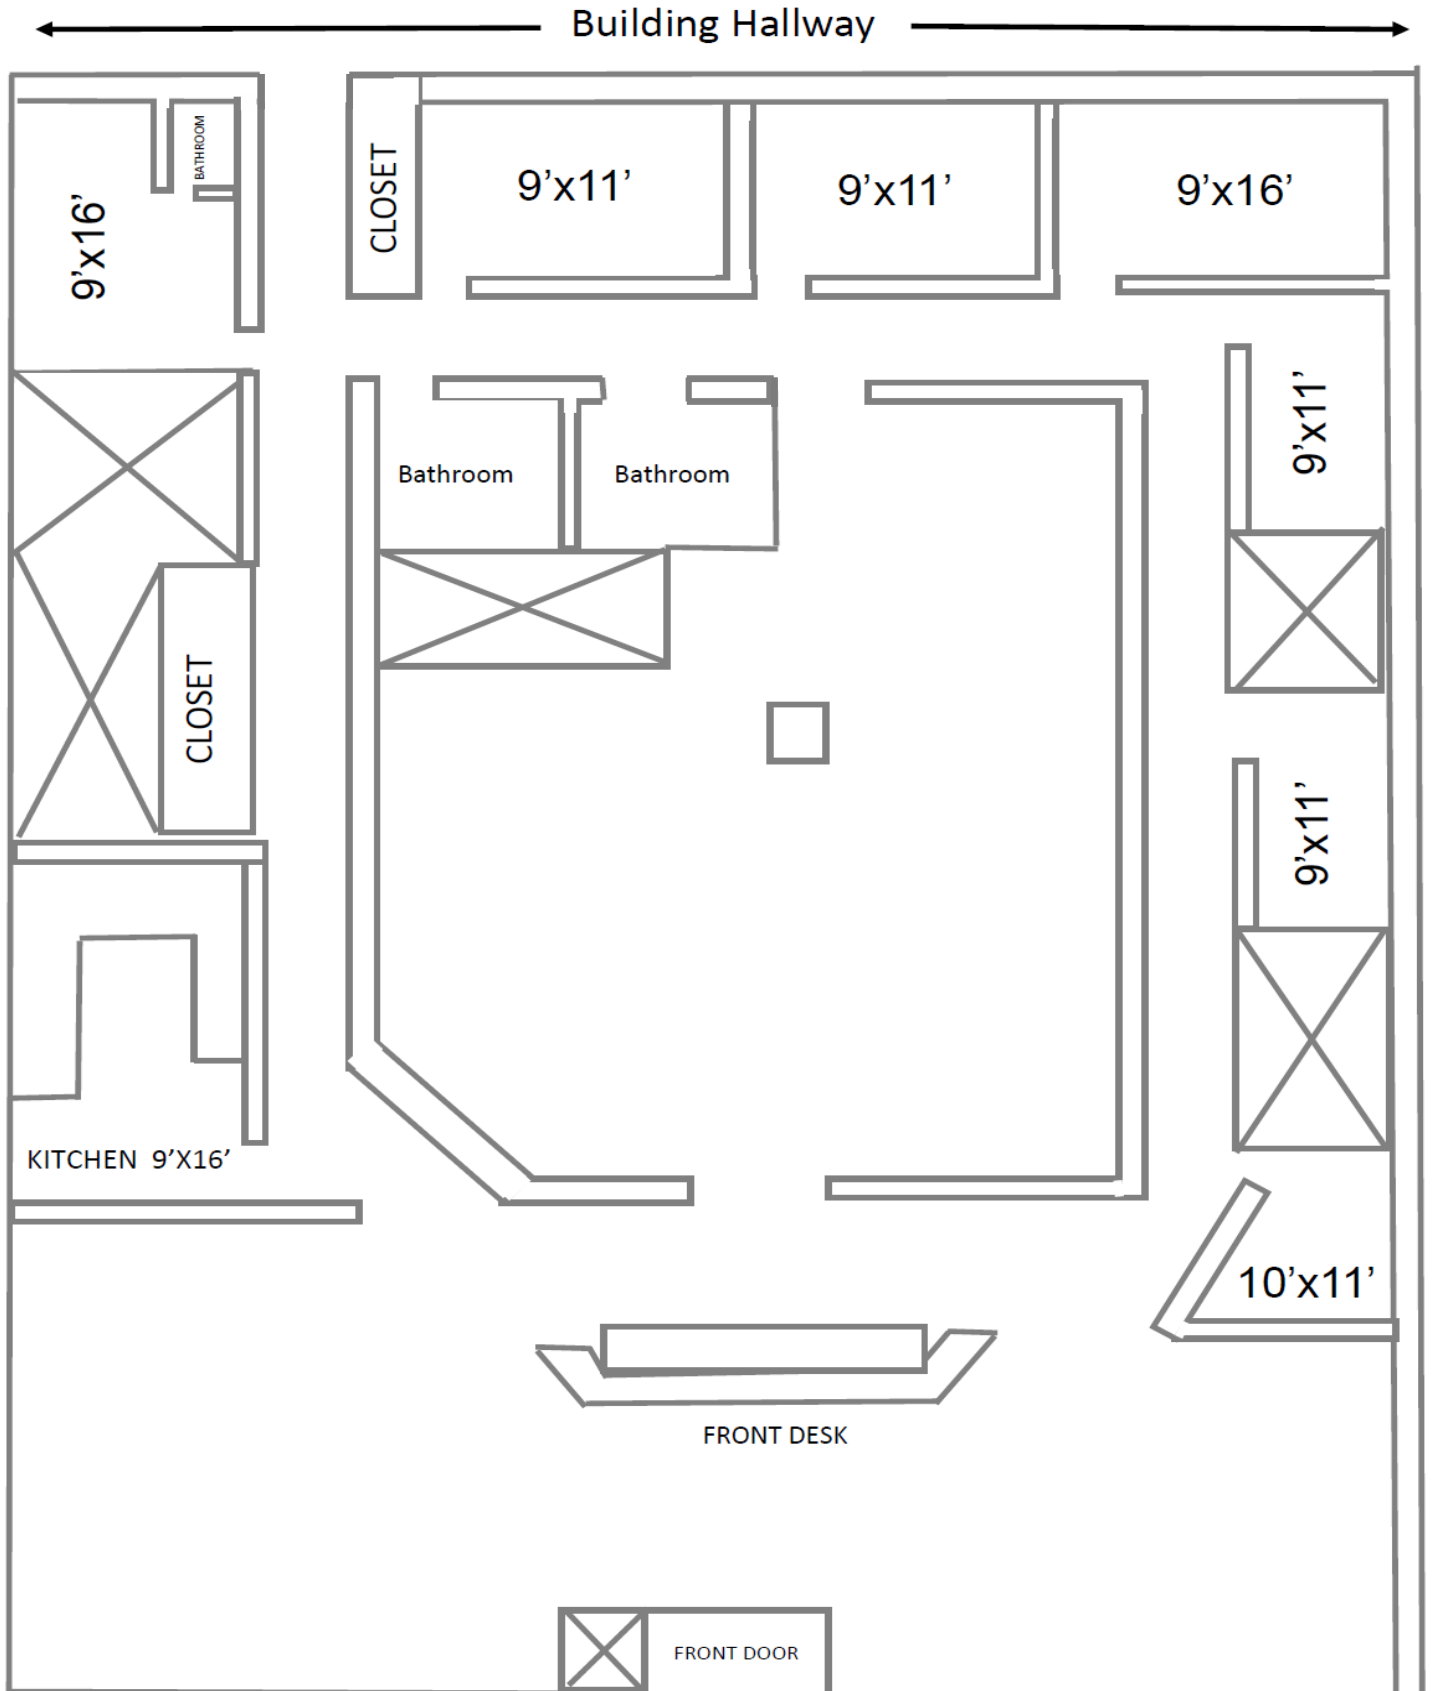 Building Hallway
BATHROOM
9’x16’
CLOSET
9’x11’
9’x11’
9’x16’
9’x11’
Bathroom
Bathroom
CLOSET
9’x11’
KITCHEN 9’X16’
10’x11’
FRONT DESK
FRONT DOOR